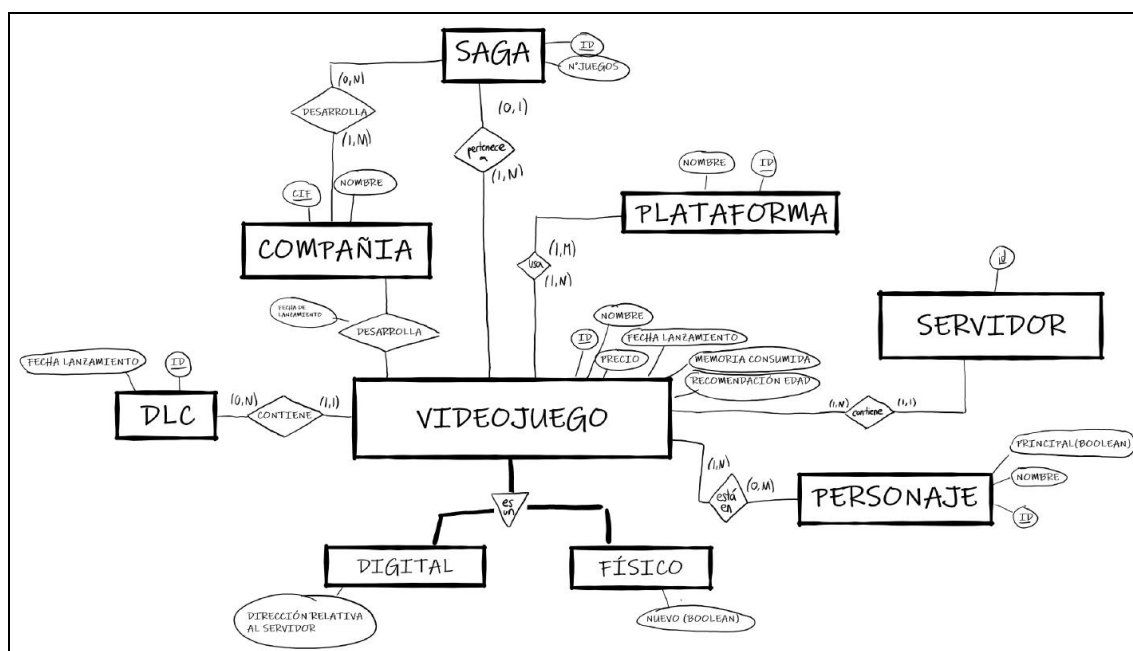 SAGA
ID
NºJUEGOS
(0,N)
DESARROLLA
(1,M)
(0,1)
pertenece
a
(1,N)
CIF
NOMBRE
COMPAÑIA
NOMBRE
ID
PLATAFORMA
(1,M)
usa
(1,N)
id
SERVIDOR
FECHA DE
LANZAMIENTO
DESARROLLA
ID
NOMBRE
PRECIO
FECHA LANZAMIENTO
MEMORIA CONSUMIDA
RECOMENDACIÓN EDAD
FECHA LANZAMIENTO
ID
DLC
(0,N)
CONTIENE
(1,1)
VIDEOJUEGO
(1,N)
contiene
(1,1)
(1,N)
está
en
(0,M)
PERSONAJE
PRINCIPAL(BOOLEAN)
NOMBRE
ID
es
un
DIGITAL
FÍSICO
DIRECCIÓN RELATIVA
AL SERVIDOR
NUEVO (BOOLEAN)